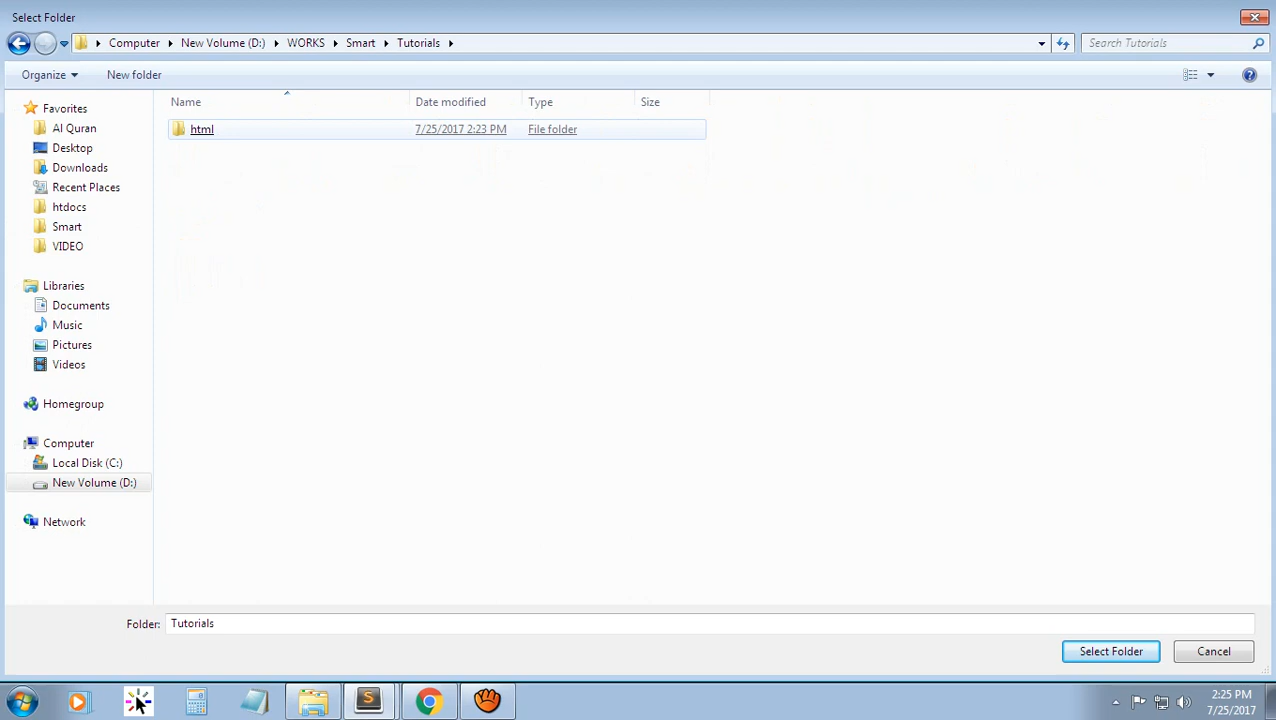 Select Folder
Computer New Volume (D:) WORKS Smart Tutorials Search Tutorials
Organize New folder
Name Date modified Type Size
html 7/25/2017 2:23 PM File folder
Favorites
Al Quran
Desktop
Downloads
Recent Places
htdocs
Smart
VIDEO
Libraries
Documents
Music
Pictures
Videos
Homegroup
Computer
Local Disk (C:)
New Volume (D:)
Network
Folder: Tutorials
Select Folder Cancel
2:25 PM
7/25/2017